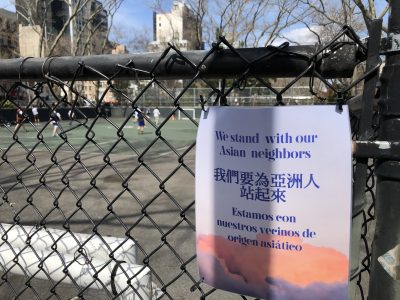 We stand with our
Asian neighbors
我們要為亞洲人
站起來
Estamos con
nuestros vecinos de
origen asiático